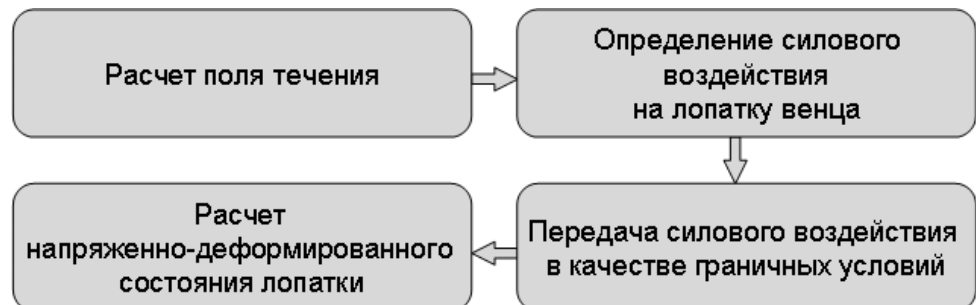 Расчет поля течения
Определение силового
воздействия
на лопатку венца
Передача силового воздействия
в качестве граничных условий
Расчет
напряженно-деформированного
состояния лопатки